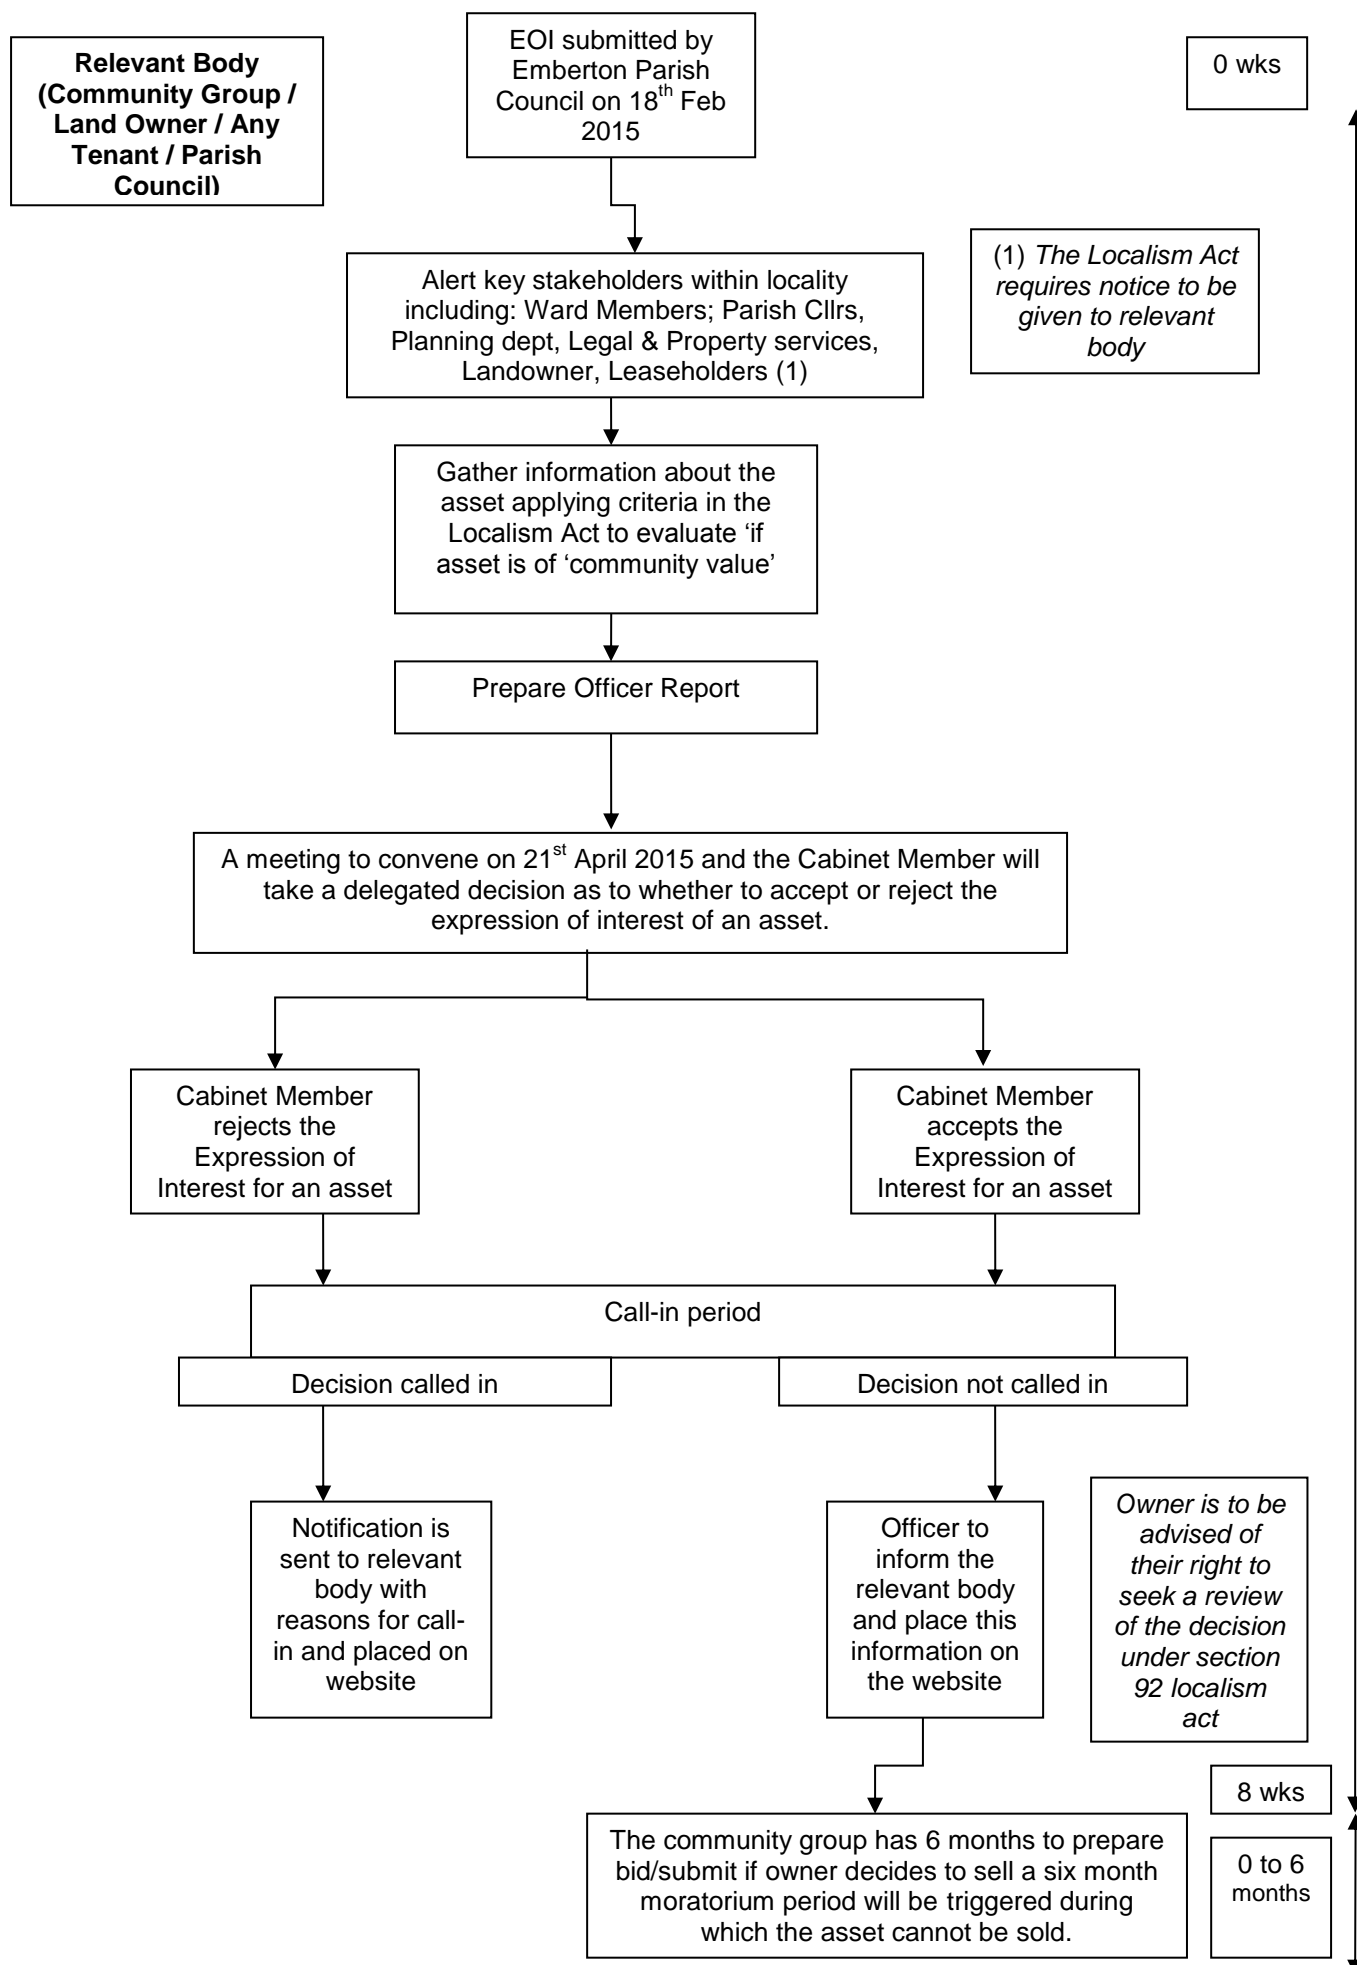 Relevant Body
(Community Group /
Land Owner / Any
Tenant / Parish
Council)
EOI submitted by
Emberton Parish
Council on 18th Feb
2015
0 wks
Alert key stakeholders within locality
including: Ward Members; Parish Cllrs,
Planning dept, Legal & Property services,
Landowner, Leaseholders (1)
(1) The Localism Act
requires notice to be
given to relevant
body
Gather information about the
asset applying criteria in the
Localism Act to evaluate ‘if
asset is of ‘community value’
Prepare Officer Report
A meeting to convene on 21st April 2015 and the Cabinet Member will
take a delegated decision as to whether to accept or reject the
expression of interest of an asset.
Cabinet Member
rejects the
Expression of
Interest for an asset
Cabinet Member
accepts the
Expression of
Interest for an asset
Call-in period
Decision called in
Decision not called in
Notification is
sent to relevant
body with
reasons for call-
in and placed on
website
Officer to
inform the
relevant body
and place this
information on
the website
Owner is to be
advised of
their right to
seek a review
of the decision
under section
92 localism
act
8 wks
The community group has 6 months to prepare
bid/submit if owner decides to sell a six month
moratorium period will be triggered during
which the asset cannot be sold.
0 to 6
months